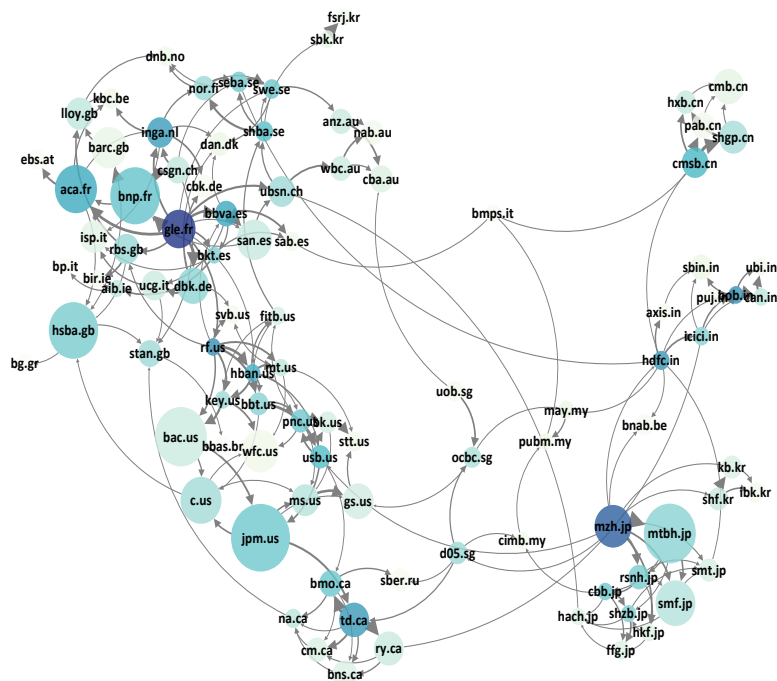 fsrj.kr
sbk.kr
dnb.no
seba.se
swe.se
nor.fi
kbc.be
cmb.cn
hxb.cn
lloy.gb
anz.au
pab.cn
shgp.cn
inga.nl
shba.se
nab.au
barc.gb
dan.dk
ebs.at
csgn.ch
cmsb.cn
wbc.au
cba.au
aca.fr
bnp.fr
cbk.de
ubsn.ch
bbva.es
bmps.it
gle.fr
isp.it
san.es
sab.es
rbs.gb
bkt.es
ubi.in
sbin.in
bp.it
bir.ie
ucg.it
dbk.de
aib.ie
puj.in
bob.in
can.in
svb.us
fitb.us
axis.in
hsba.gb
icici.in
stan.gb
rf.us
bg.gr
hban.us
mt.us
hdfc.in
uob.sg
key.us
bbt.us
may.my
bnab.be
pnc.us
bk.us
bac.us
bbas.br
wfc.us
stt.us
pubm.my
usb.us
ocbc.sg
kb.kr
c.us
ms.us
gs.us
shf.kr
ibk.kr
mzh.jp
mtbh.jp
jpm.us
cimb.my
d05.sg
smt.jp
rsnh.jp
bmo.ca
sber.ru
cbb.jp
smf.jp
na.ca
td.ca
hach.jp
shzb.jp
hkf.jp
cm.ca
ry.ca
ffg.jp
bns.ca